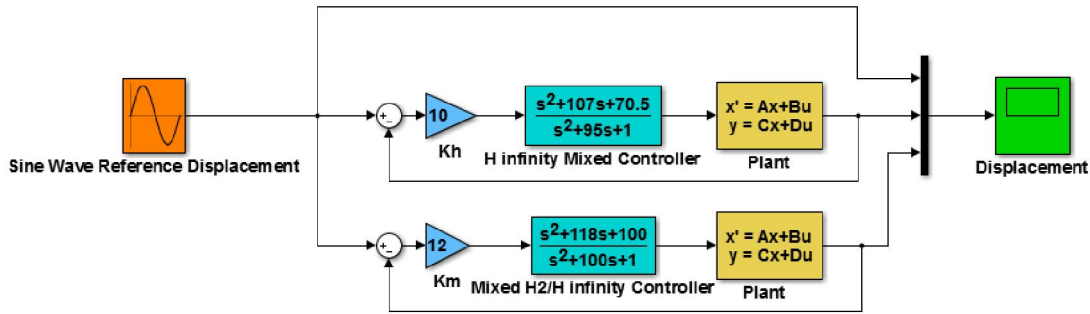 Sine Wave Reference Displacement
+-
10
Kh
s²+107s+70.5
s²+95s+1
H infinity Mixed Controller
x' = Ax+Bu
y = Cx+Du
Plant
Displacement
+-
12
Km
s²+118s+100
s²+100s+1
Mixed H2/H infinity Controller
x' = Ax+Bu
y = Cx+Du
Plant